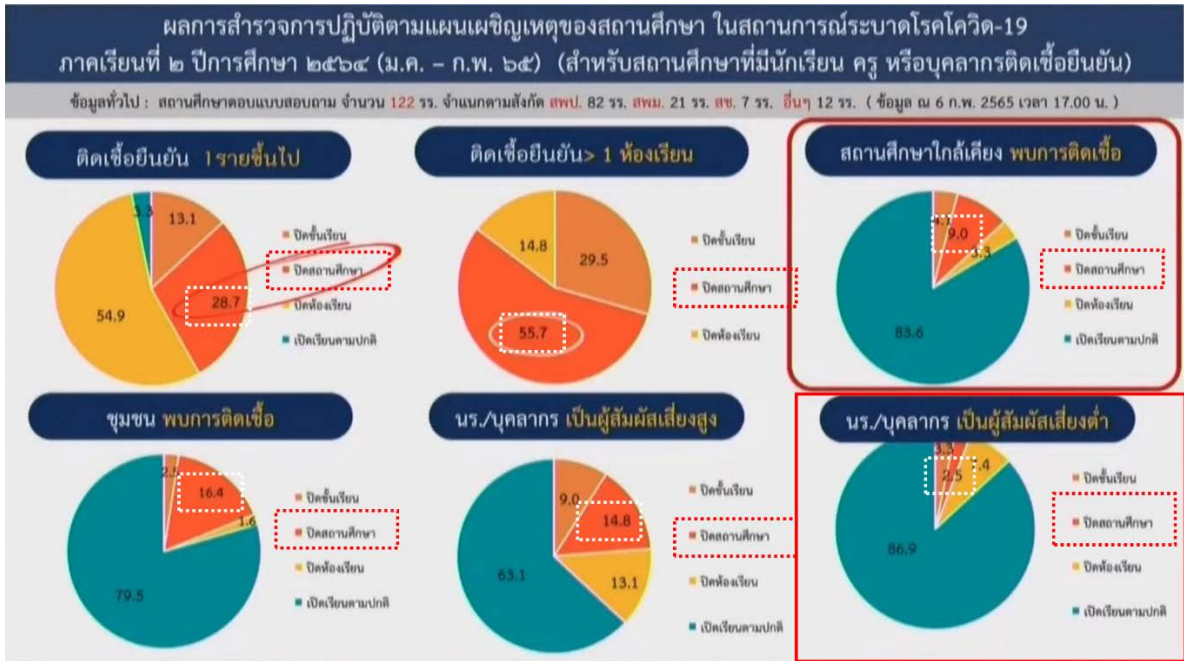 ผลการสำรวจการปฏิบัติตามแผนเผชิญเหตุของสถานศึกษา ในสถานการณ์ระบาดโรคโควิด-19
ภาคเรียนที่ ๒ ปีการศึกษา ๒๕๖๔ (ม.ค. – ก.พ. ๖๕) (สำหรับสถานศึกษาที่มีนักเรียน ครู หรือบุคลากรติดเชื้อยืนยัน)
ข้อมูลทั่วไป : สถานศึกษาตอบแบบสอบถาม จำนวน 122 รร. จำแนกตามสังกัด สพป. 82 รร. สพม. 21 รร. สช. 7 รร. อื่นๆ 12 รร. ( ข้อมูล ณ 6 ก.พ. 2565 เวลา 17.00 น. )
ติดเชื้อยืนยัน 1รายขึ้นไป
3.3
13.1
28.7
54.9
ปิดชั้นเรียน
ปิดสถานศึกษา
ปิดห้องเรียน
เปิดเรียนตามปกติ
ติดเชื้อยืนยัน> 1 ห้องเรียน
14.8
29.5
55.7
ปิดชั้นเรียน
ปิดสถานศึกษา
ปิดห้องเรียน
สถานศึกษาใกล้เคียง พบการติดเชื้อ
4.1
9.0
3.3
83.6
ปิดชั้นเรียน
ปิดสถานศึกษา
ปิดห้องเรียน
เปิดเรียนตามปกติ
ชุมชน พบการติดเชื้อ
2.5
16.4
1.6
79.5
ปิดชั้นเรียน
ปิดสถานศึกษา
ปิดห้องเรียน
เปิดเรียนตามปกติ
นร./บุคลากร เป็นผู้สัมผัสเสี่ยงสูง
9.0
14.8
13.1
63.1
ปิดชั้นเรียน
ปิดสถานศึกษา
ปิดห้องเรียน
เปิดเรียนตามปกติ
นร./บุคลากร เป็นผู้สัมผัสเสี่ยงต่ำ
3.3
2.5
7.4
86.9
ปิดสถานศึกษา
ปิดห้องเรียน
เปิดเรียนตามปกติ